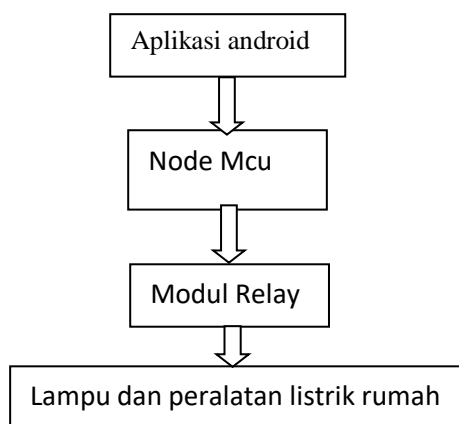 Aplikasi android
Node Mcu
Modul Relay
Lampu dan peralatan listrik rumah